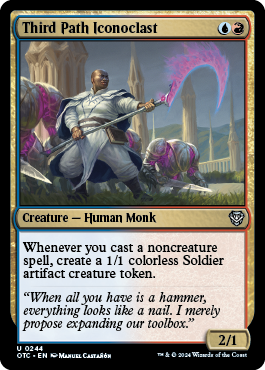 Third Path Iconoclast
Creature — Human Monk
Whenever you cast a noncreature
spell, create a 1/1 colorless Soldier
artifact creature token.
“When all you have is a hammer,
everything looks like a nail. I merely
propose expanding our toolbox.”
2/1
U 0244
OTC • EN Manuel Castañón
™ & © 2024 Wizards of the Coast